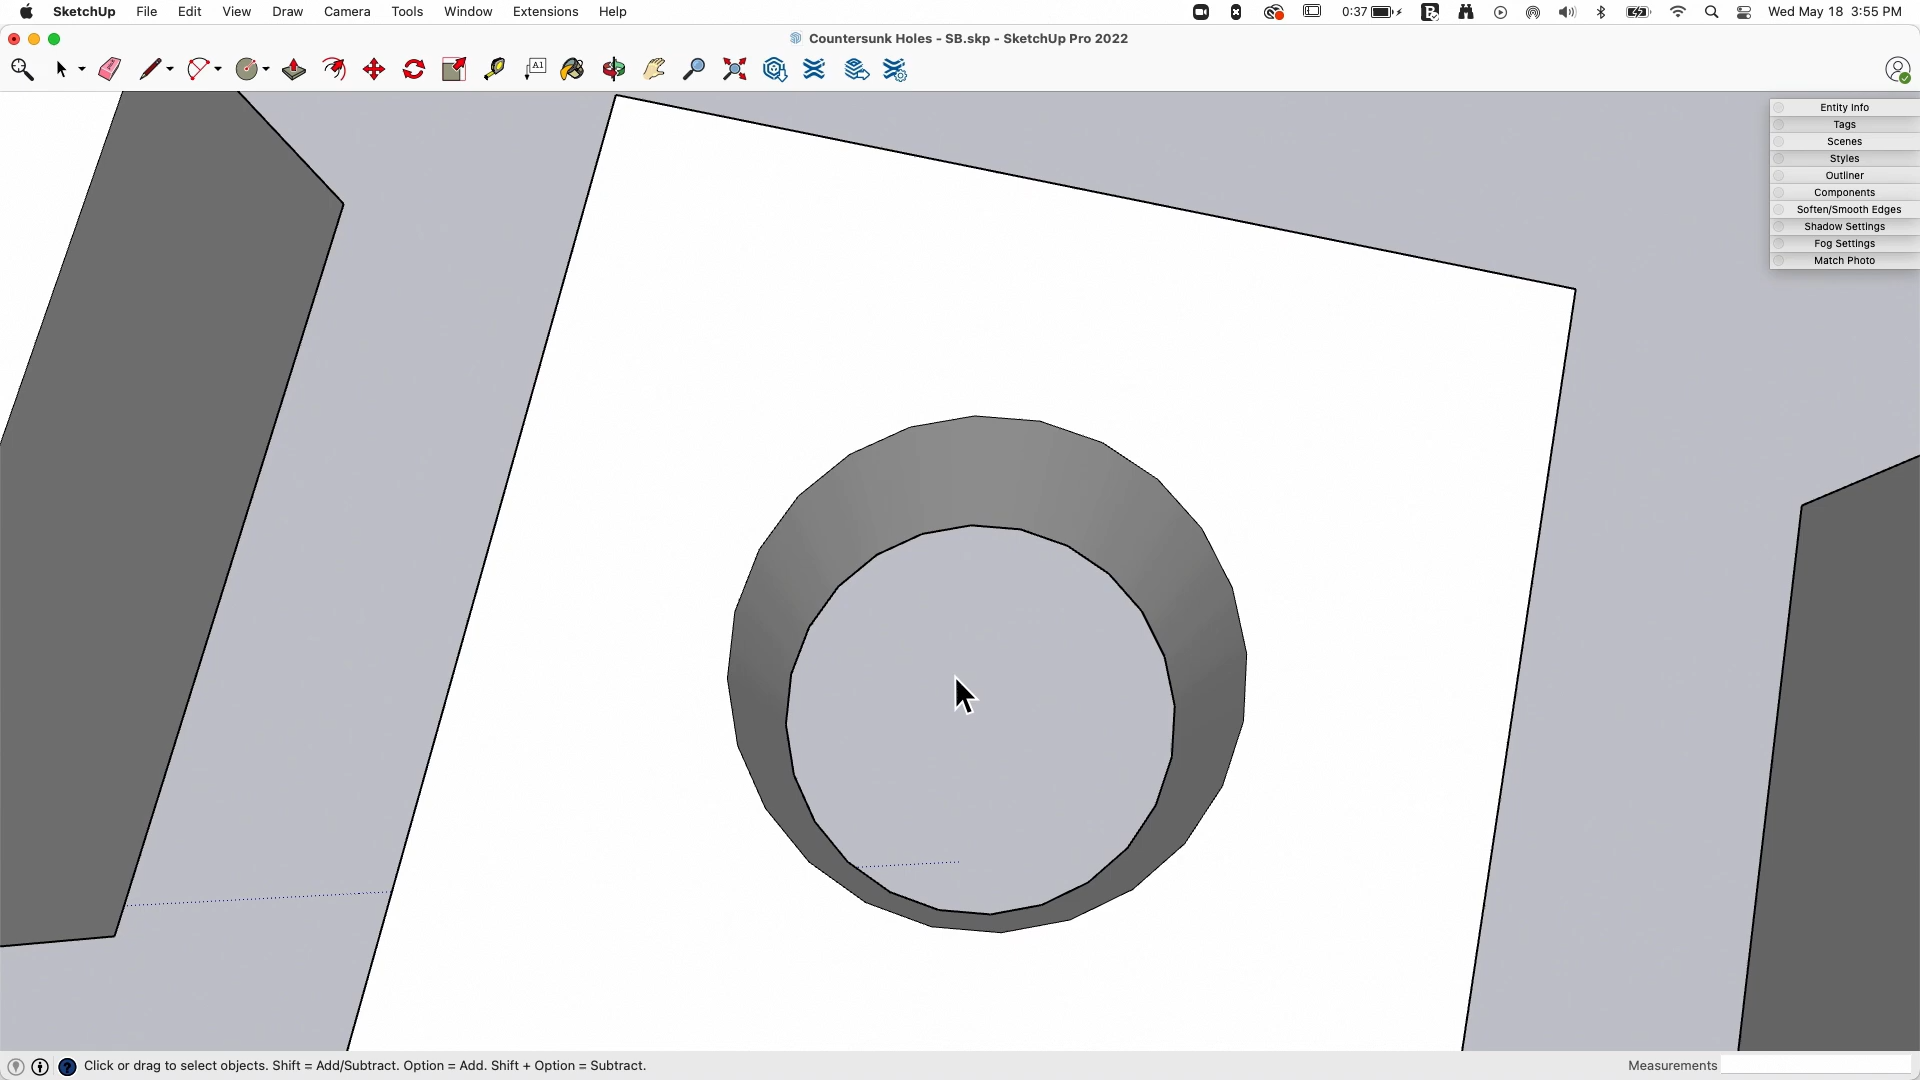 SketchUp File Edit View Draw Camera Tools Window Extensions Help 0:37 Wed May 18 3:55 PM
Countersunk Holes - SB.skp - SketchUp Pro 2022
A1
Entity Info
Tags
Scenes
Styles
Outliner
Components
Soften/Smooth Edges
Shadow Settings
Fog Settings
Match Photo
Click or drag to select objects. Shift = Add/Subtract. Option = Add. Shift + Option = Subtract. Measurements